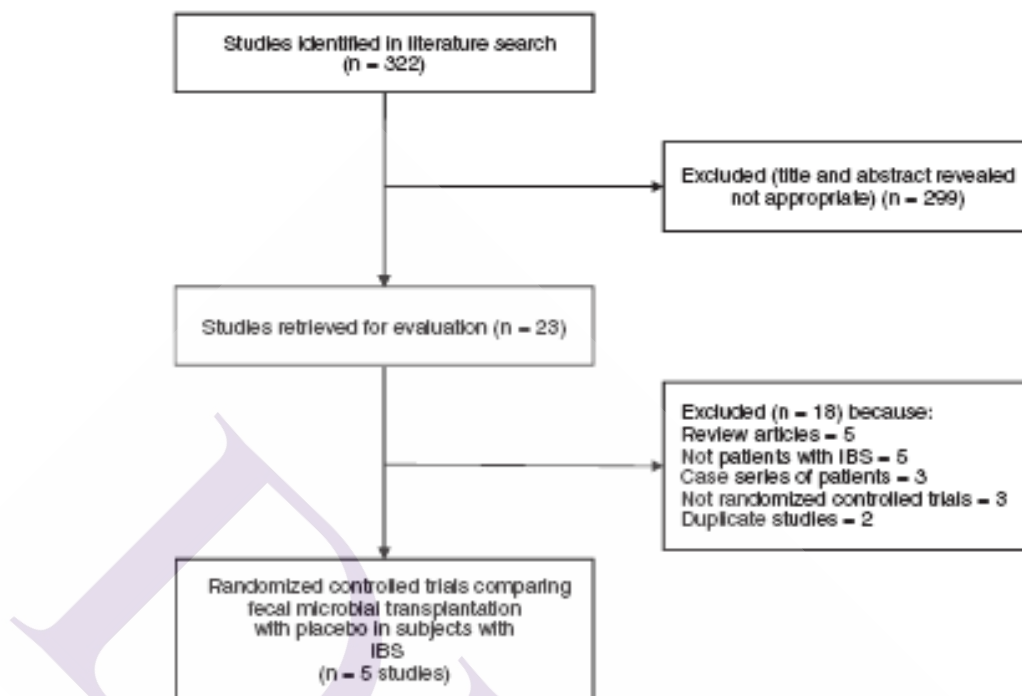 Studies identified in literature search
(n = 322)
Excluded (title and abstract revealed
not appropriate) (n = 299)
Studies retrieved for evaluation (n = 23)
Excluded (n = 18) because:
Review articles = 5
Not patients with IBS = 5
Case series of patients = 3
Not randomized controlled trials = 3
Duplicate studies = 2
Randomized controlled trials comparing
fecal microbial transplantation
with placebo in subjects with
IBS
(n = 5 studies)